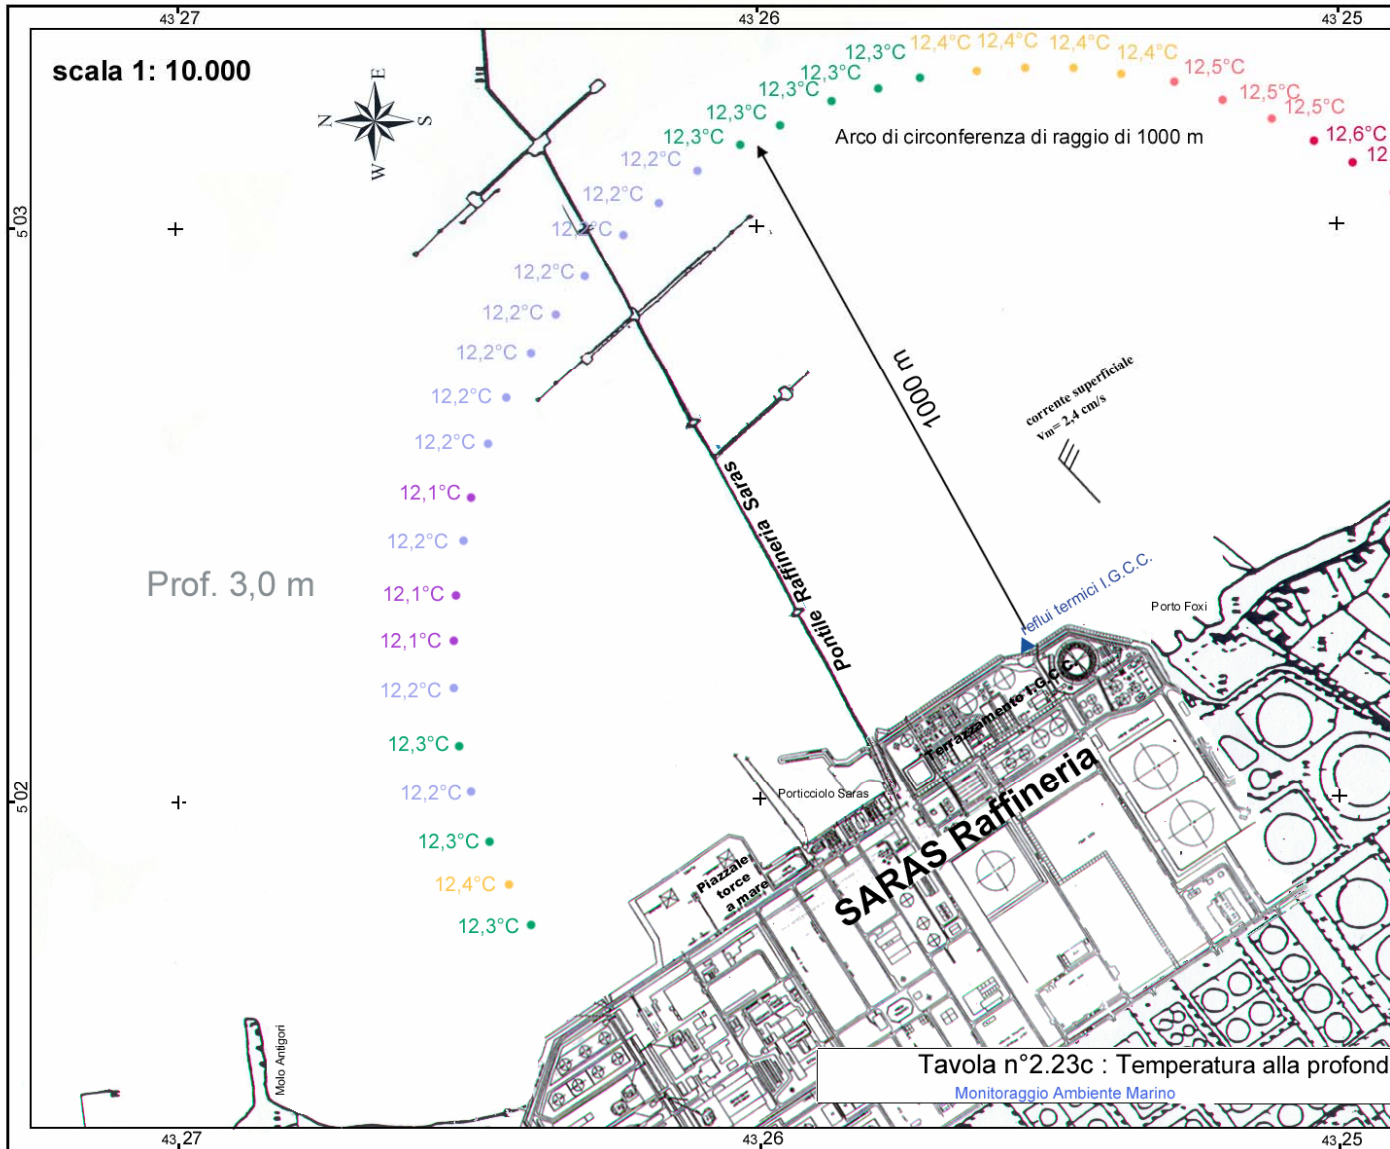 43 27
43 26
43 25
scala 1: 10.000
E
N
S
W
12,3°C
12,4°C
12,4°C
12,4°C
12,4°C
12,3°C
12,5°C
12,3°C
12,5°C
12,3°C
12,5°C
12,3°C
12,6°C
12
12,2°C
Arco di circonferenza di raggio di 1000 m
12,2°C
5 03
12,2°C
12,2°C
12,2°C
12,2°C
12,2°C
12,2°C
1000 m
corrente superficiale
vm= 2,4 cm/s
12,1°C
12,2°C
Prof. 3,0 m
12,1°C
12,1°C
12,2°C
12,3°C
12,2°C
12,3°C
12,4°C
12,3°C
Pontile Raffineria Saras
reflui termici I.G.C.C.
Porto Foxi
Terrazzamento I.G.C.C.
5 02
Porticciolo Saras
SARAS Raffineria
Piazzale
torce
a mare
Molo Antigori
Tavola n°2.23c : Temperatura alla profond
Monitoraggio Ambiente Marino
43 27
43 26
43 25